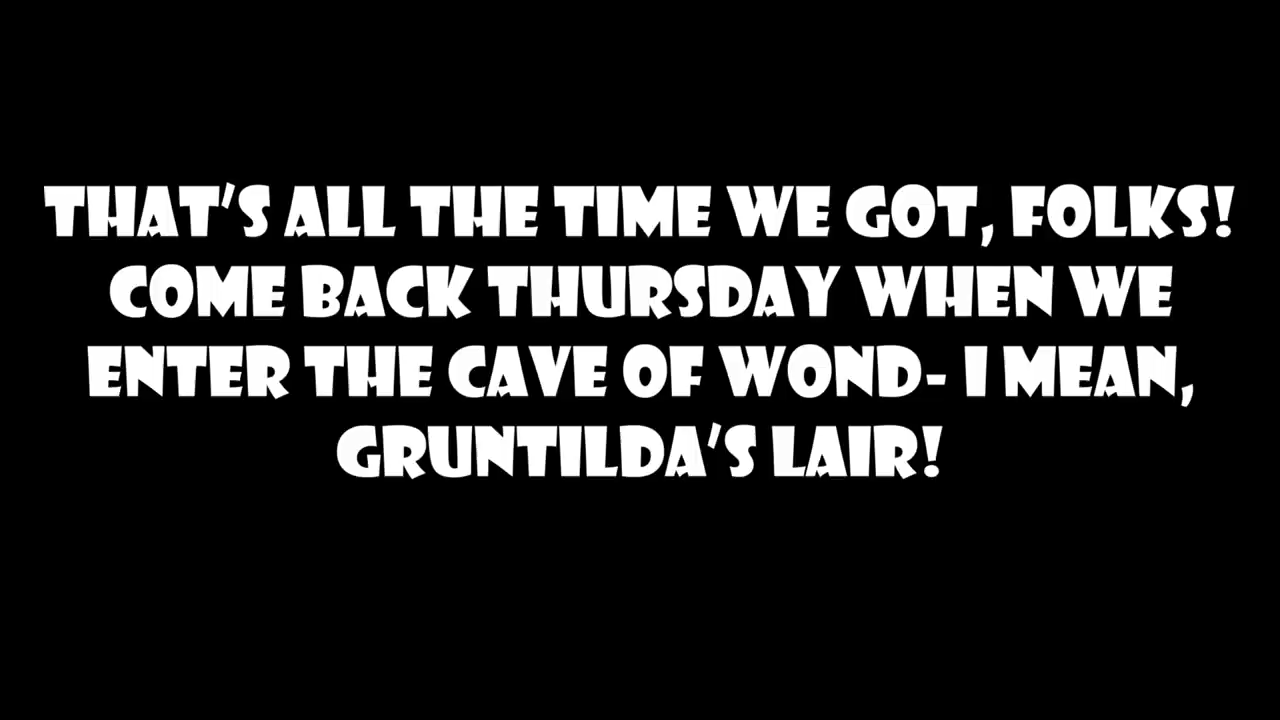 THAT'S ALL THE TIME WE GOT, FOLKS!
COME BACK THURSDAY WHEN WE
ENTER THE CAVE OF WOND- I MEAN,
GRUNTILDA'S LAIR!